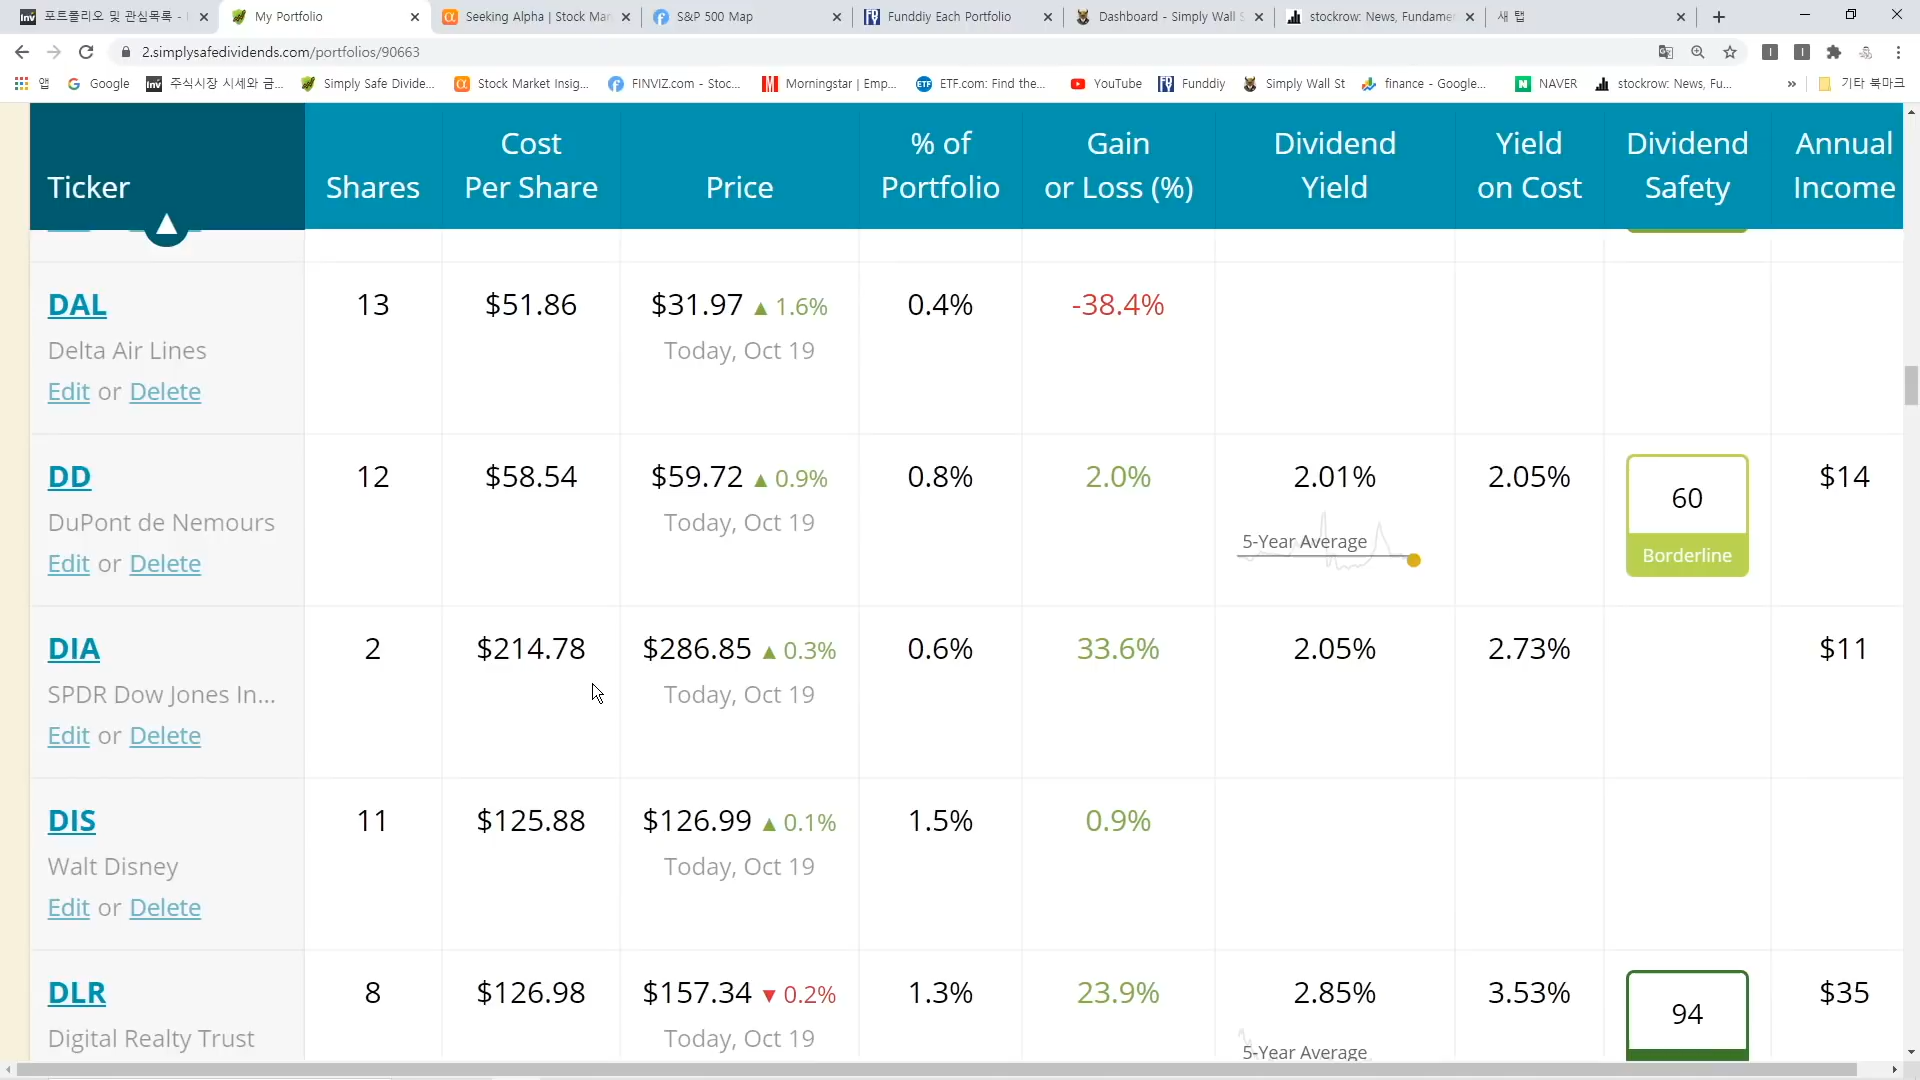 포트폴리오 및 관심목록 -
My Portfolio
Seeking Alpha | Stock Mar
S&P 500 Map
Funddiy Each Portfolio
Dashboard - Simply Wall S
stockrow: News, Fundamen
새 탭
2.simplysafedividends.com/portfolios/90663
앱
Google
주식시장 시세와 금...
Simply Safe Divide...
Stock Market Insig...
FINVIZ.com - Stoc...
Morningstar | Emp...
ETF.com: Find the...
YouTube
Funddiy
Simply Wall St
finance - Google...
NAVER
stockrow: News, Fu...
»
기타 북마크
Ticker
Shares
Cost
Per Share
Price
% of
Portfolio
Gain
or Loss (%)
Dividend
Yield
Yield
on Cost
Dividend
Safety
Annual
Income
DAL 13 $51.86 $31.97 ▲ 1.6% 0.4% -38.4%
Delta Air Lines Today, Oct 19
Edit or Delete
DD 12 $58.54 $59.72 ▲ 0.9% 0.8% 2.0% 2.01% 2.05% 60 $14
DuPont de Nemours Today, Oct 19 5-Year Average Borderline
Edit or Delete
DIA 2 $214.78 $286.85 ▲ 0.3% 0.6% 33.6% 2.05% 2.73% $11
SPDR Dow Jones In... Today, Oct 19
Edit or Delete
DIS 11 $125.88 $126.99 ▲ 0.1% 1.5% 0.9%
Walt Disney Today, Oct 19
Edit or Delete
DLR 8 $126.98 $157.34 ▼ 0.2% 1.3% 23.9% 2.85% 3.53% 94 $35
Digital Realty Trust Today, Oct 19 5-Year Average